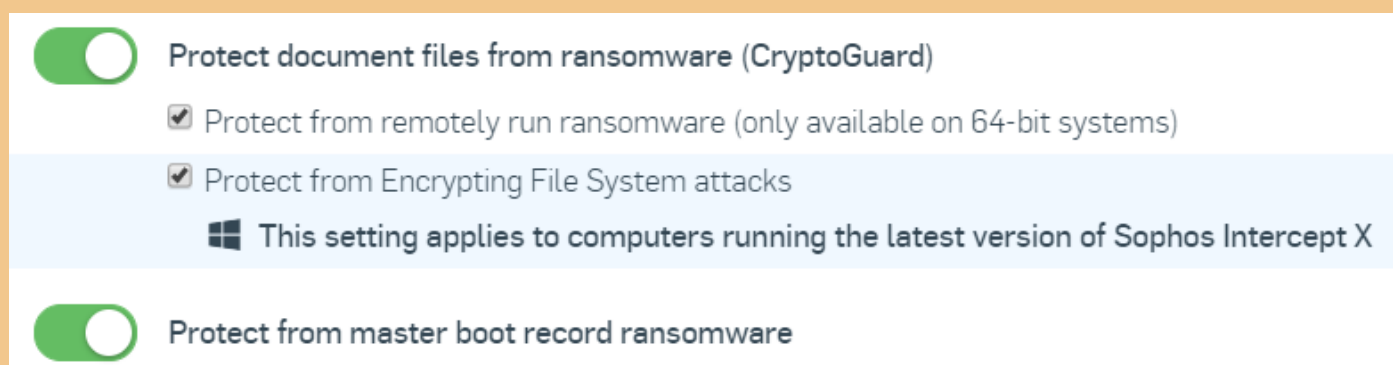 Protect document files from ransomware (CryptoGuard)
Protect from remotely run ransomware (only available on 64-bit systems)
Protect from Encrypting File System attacks
This setting applies to computers running the latest version of Sophos Intercept X
Protect from master boot record ransomware